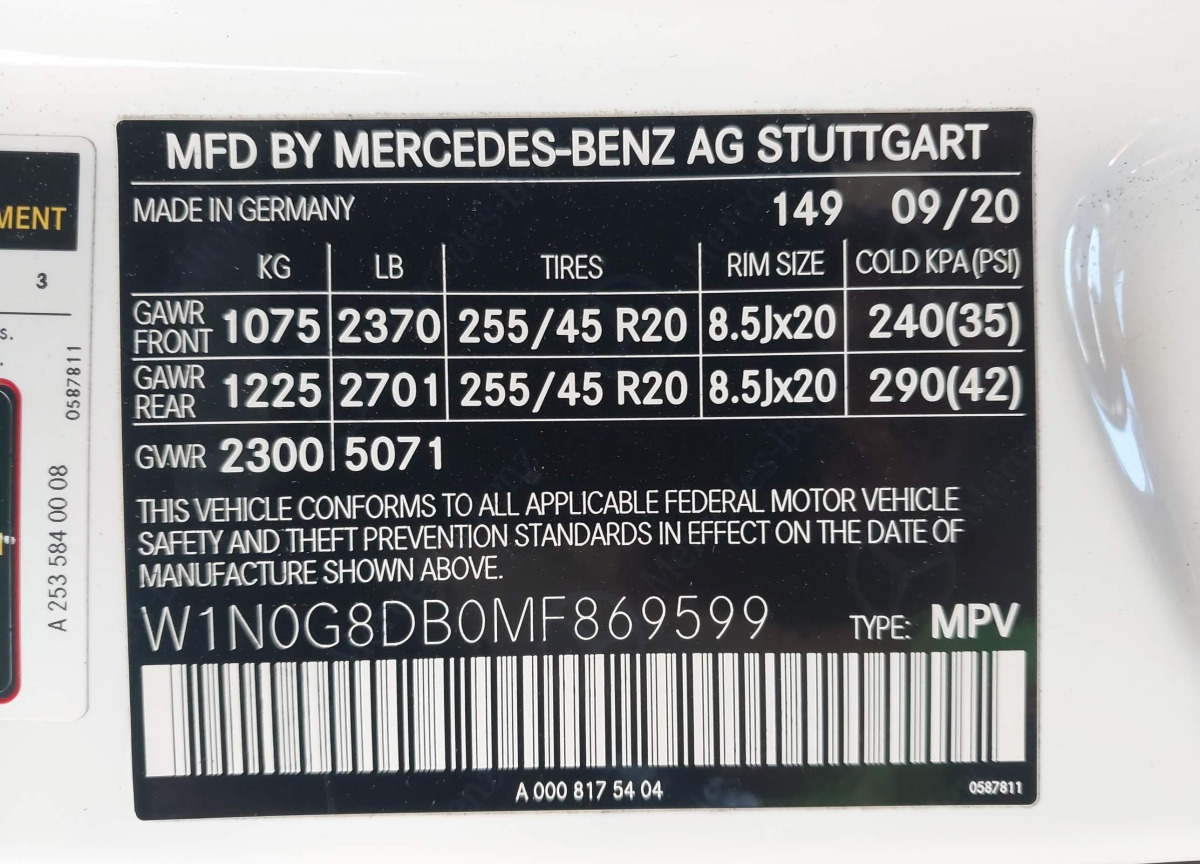 MFD BY MERCEDES-BENZ AG STUTTGART
MADE IN GERMANY 149 09/20
KG LB TIRES RIM SIZE COLD KPA (PSI)
GAWR FRONT 1075 2370 255/45 R20 8.5Jx20 240(35)
GAWR REAR 1225 2701 255/45 R20 8.5Jx20 290(42)
GVWR 2300 5071
THIS VEHICLE CONFORMS TO ALL APPLICABLE FEDERAL MOTOR VEHICLE
SAFETY AND THEFT PREVENTION STANDARDS IN EFFECT ON THE DATE OF
MANUFACTURE SHOWN ABOVE.
W1N0G8DB0MF869599 TYPE: MPV
A 000 817 54 04 0587811
MENT
3
s.
0587811
A 253 584 00 08